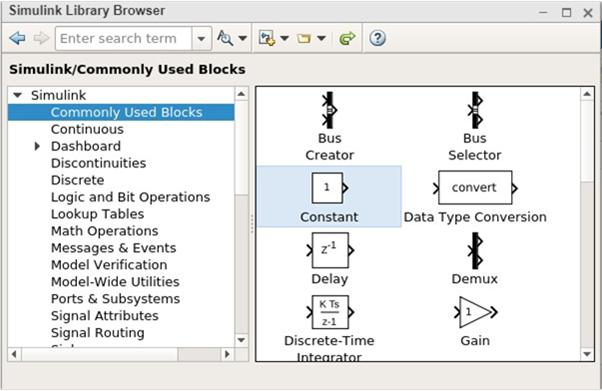 Simulink Library Browser
Enter search term
Simulink/Commonly Used Blocks
Simulink
Commonly Used Blocks
Continuous
Dashboard
Discontinuities
Discrete
Logic and Bit Operations
Lookup Tables
Math Operations
Messages & Events
Model Verification
Model-Wide Utilities
Ports & Subsystems
Signal Attributes
Signal Routing
Bus
Creator
Bus
Selector
1
Constant
convert
Data Type Conversion
Z-1
Delay
Demux
K Ts
z-1
Discrete-Time
Integrator
1
Gain